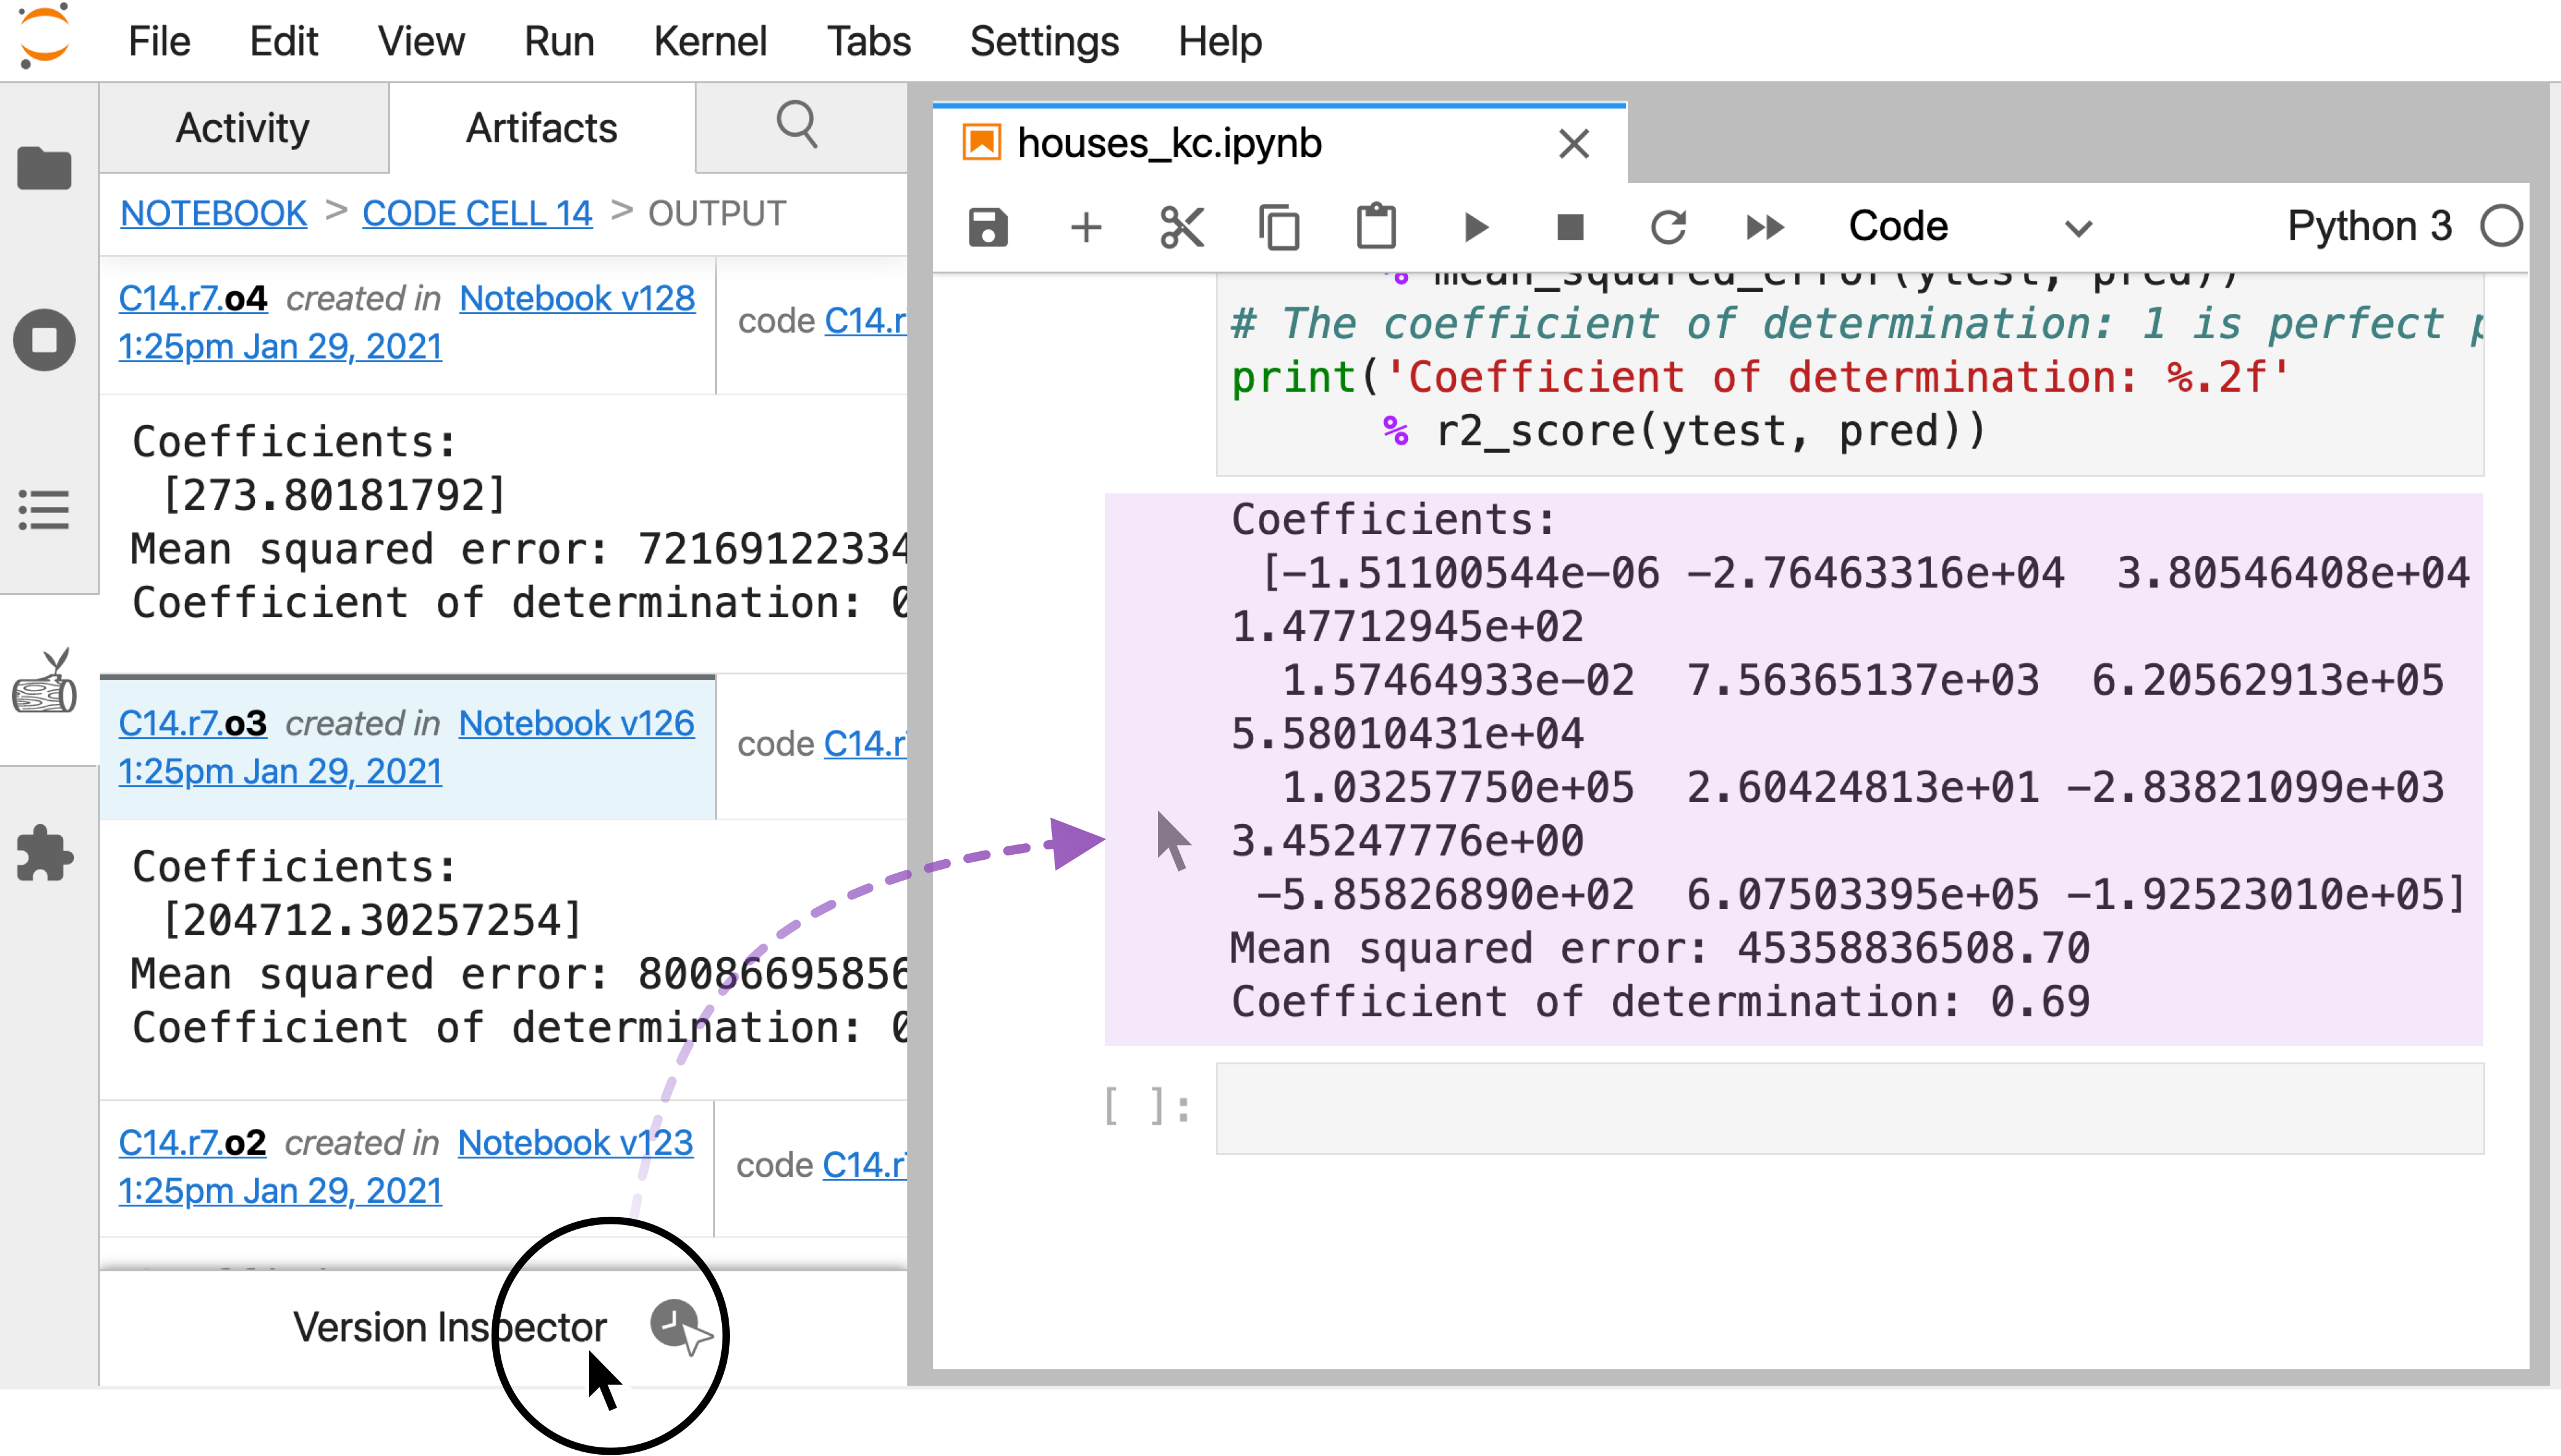 File Edit View Run Kernel Tabs Settings Help
Activity Artifacts
NOTEBOOK > CODE CELL 14 > OUTPUT
C14.r7.o4 created in Notebook v128
1:25pm Jan 29, 2021
code C14.r
Coefficients:
[273.80181792]
Mean squared error: 72169122334
Coefficient of determination: 0
C14.r7.o3 created in Notebook v126
1:25pm Jan 29, 2021
code C14.r
Coefficients:
[204712.30257254]
Mean squared error: 80086695856
Coefficient of determination: 0
C14.r7.o2 created in Notebook v123
1:25pm Jan 29, 2021
code C14.r
Version Inspector
houses_kc.ipynb
Code Python 3
% mean_squared_error(ytest, pred))
# The coefficient of determination: 1 is perfect p
print('Coefficient of determination: %.2f'
% r2_score(ytest, pred))
Coefficients:
[−1.51100544e−06 −2.76463316e+04 3.80546408e+04
1.47712945e+02
1.57464933e−02 7.56365137e+03 6.20562913e+05
5.58010431e+04
1.03257750e+05 2.60424813e+01 −2.83821099e+03
3.45247776e+00
−5.85826890e+02 6.07503395e+05 −1.92523010e+05]
Mean squared error: 45358836508.70
Coefficient of determination: 0.69
[ ]: